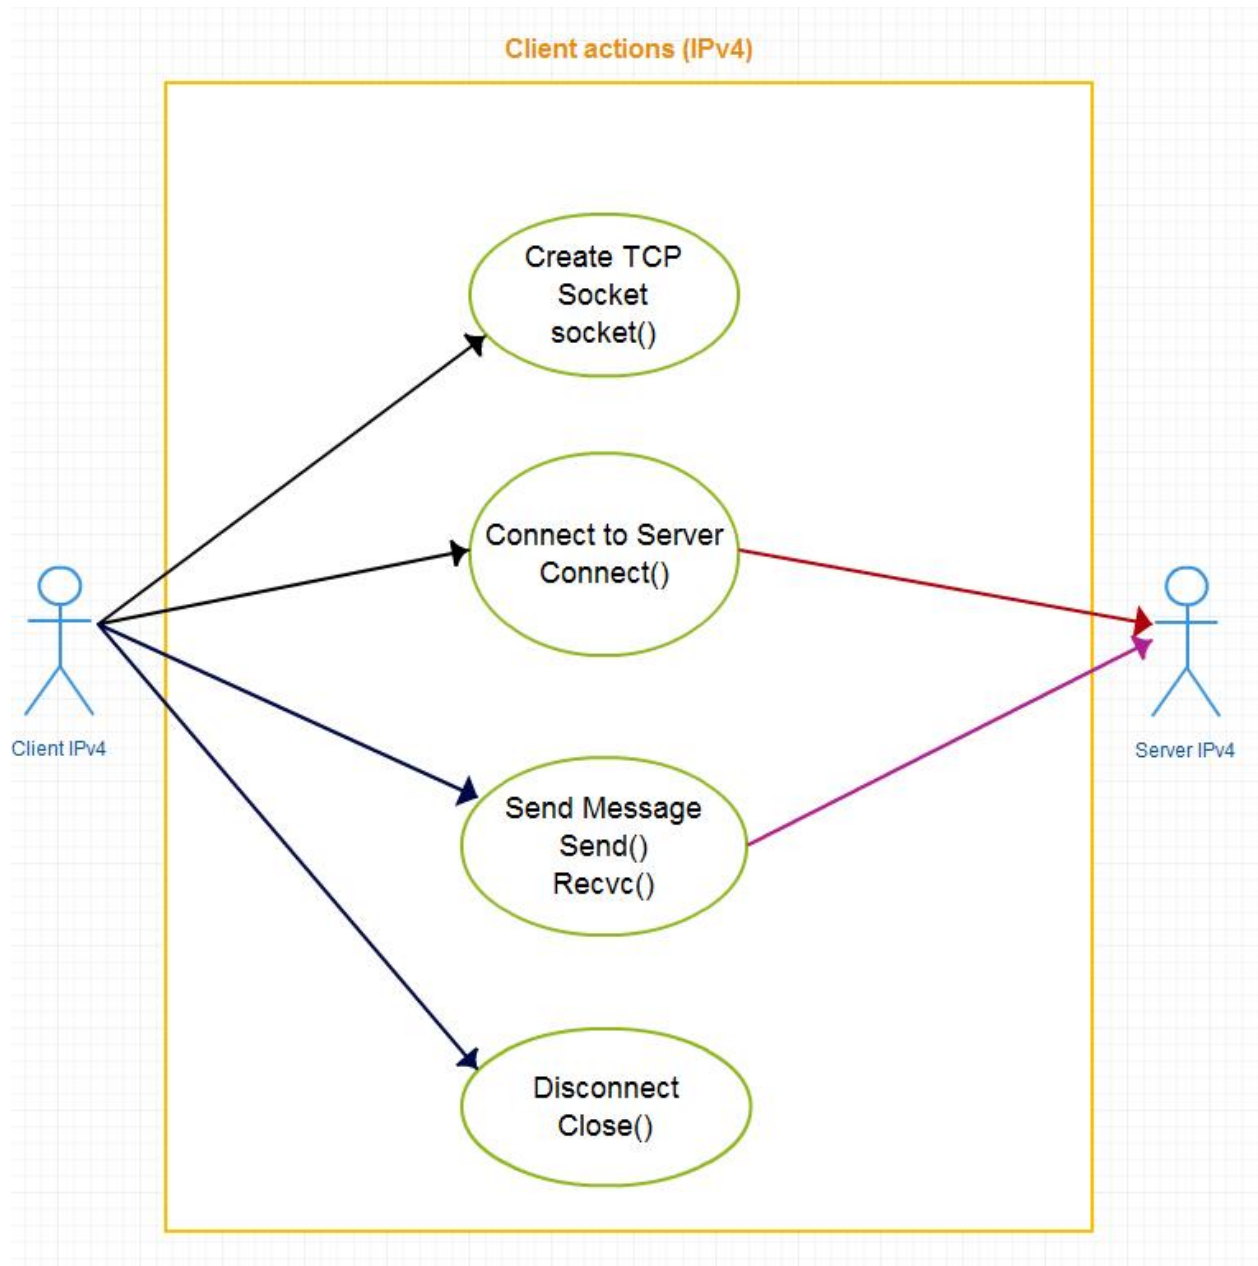 Client actions (IPv4)
Create TCP
Socket
socket()
Connect to Server
Connect()
Client IPv4
Server IPv4
Send Message
Send()
Recvc()
Disconnect
Close()